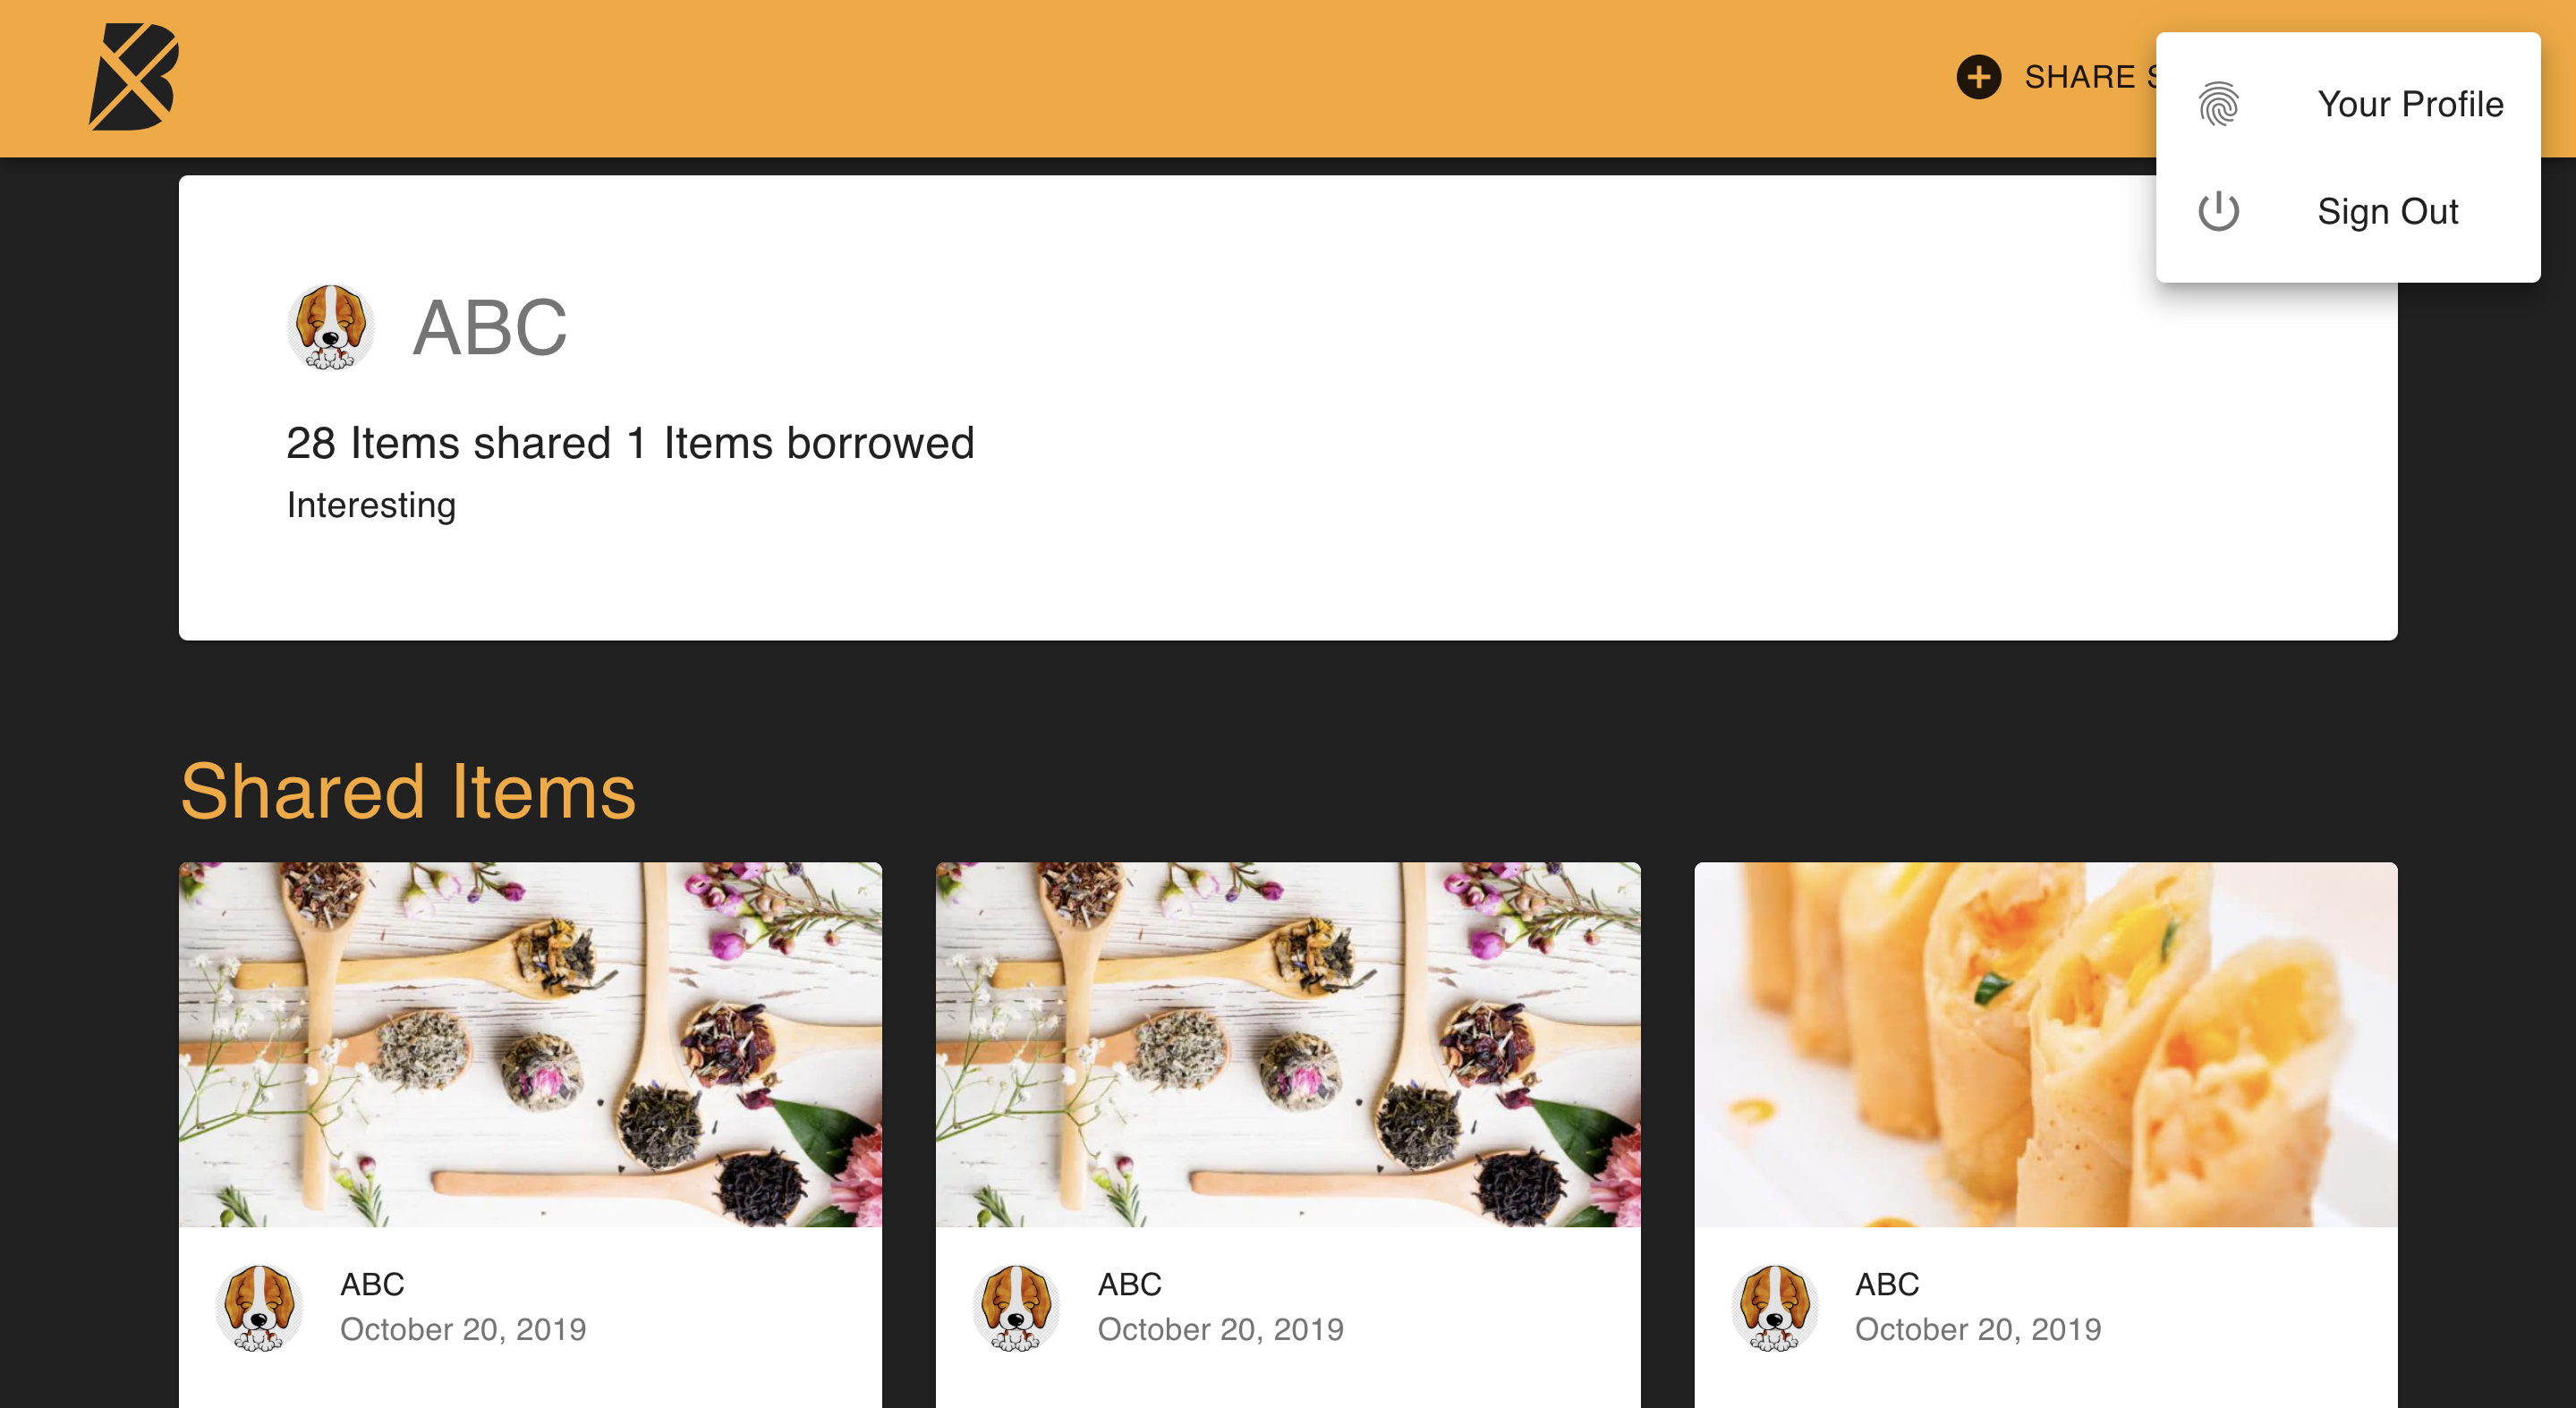 SHARE
Your Profile
Sign Out
ABC
28 Items shared 1 Items borrowed
Interesting
Shared Items
ABC
October 20, 2019
ABC
October 20, 2019
ABC
October 20, 2019